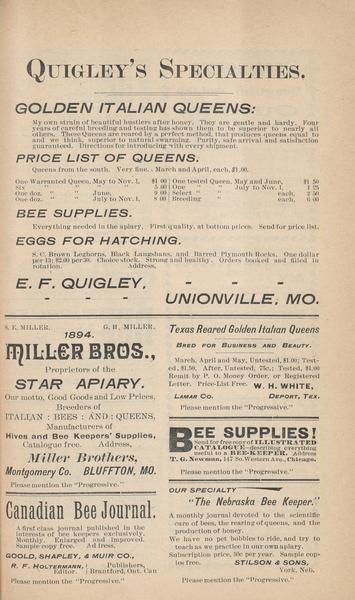 QUIGLEY'S SPECIALTIES.
GOLDEN ITALIAN QUEENS:
My own strain of beautiful hustlers after honey. They are gentle and hardy. Four
years of careful breeding and testing has shown them to be superior to nearly all
others. These Queens are reared by a perfect method, that produces queens equal to
and we think, superior to natural swarming. Purity, safe arrival and satisfaction
guaranteed. Directions for introducing with every shipment.
PRICE LIST OF QUEENS.
Queens from the south. Very fine. March and April, each, $1.00.
One Warranted Queen, May to Nov. 1, $1 00
Six " " " 5 00
One doz. " June, 9 00
One doz. " July to Nov. 1, 8 00
One tested Queen, May and June, $1 50
One " " July to Nov. 1, 1 25
Select " " each, 2 50
Breeding " each, 6 00
BEE SUPPLIES.
Everything needed in the apiary. First quality, at bottom prices. Send for price list.
EGGS FOR HATCHING.
S. C. Brown Leghorns, Black Langshans, and Barred Plymouth Rocks, One dollar
per 13; $2.00 per 30. Choice stock. Strong and healthy. Orders booked and filled in
rotation. Address,
E. F. QUIGLEY, - - -
- - - UNIONVILLE, MO.
S. E. MILLER. G. H. MILLER.
1894.
MILLER BROS.,
Proprietors of the
STAR APIARY.
Our motto, Good Goods and Low Prices,
Breeders of
ITALIAN : BEES : AND : QUEENS,
Manufacturers of
Hives and Bee Keepers' Supplies,
Catalogue free. Address,
Miller Brothers,
Montgomery Co. BLUFFTON, MO.
Please mention the "Progressive."
Canadian Bee Journal.
A first class journal published in the
interests of bee keepers exclusively.
Monthly. Enlarged and Improved.
Sample copy free. Address,
GOOLD, SHAPLEY, & MUIR CO.,
R. F. HOLTERMANN, Publishers,
Editor. Brantford, Ont. Can
Please mention the "Progressive."
Texas Reared Golden Italian Queens
BRED FOR BUSINESS AND BEAUTY.
March, April and May, Untested, $1.00; Test-
ed, $1.50. After, Untested, 75c.; Tested, $1.00
Remit by P. O. Money Order, or Registered
Letter. Price-List Free. W. H. WHITE,
LAMAR CO. DEPORT, TEX.
Please mention the "Progressive."
BEE SUPPLIES!
Send for free copy of ILLUSTRATED
CATALOGUE—describing everything
useful to a BEE-KEEPER. Address
T. G. NEWMAN, 147 So. Western Ave., Chicago.
Please mention the "Progressive."
OUR SPECIALTY
"The Nebraska Bee Keeper."
A monthly journal devoted to the scientific
care of bees, the rearing of queens, and the
production of honey.
We have no pet bobbies to ride, and try to
teach as we practice in our own apiary.
Subscription price, 50c per year. Sample cop-
ies free. STILSON & SONS,
York, Neb.
Please mention the "Progressive."